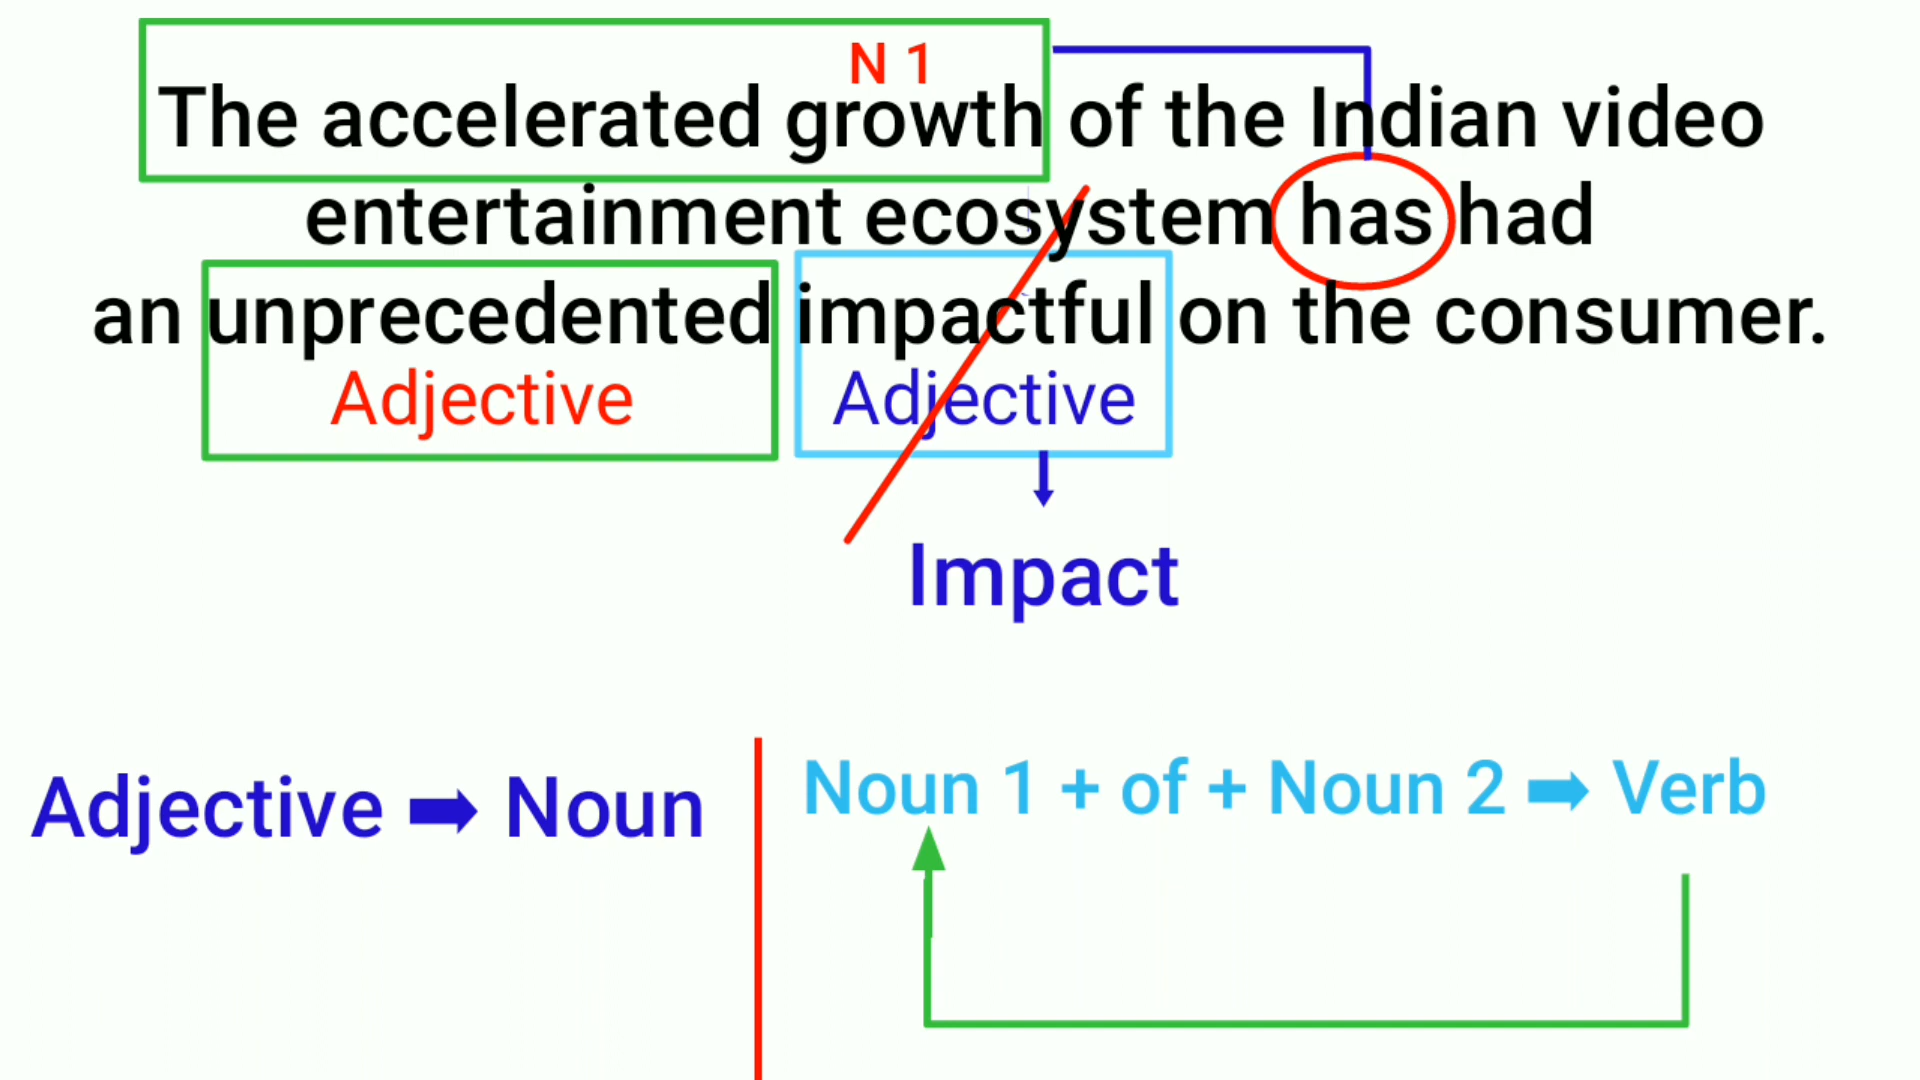 N 1
The accelerated growth of the Indian video
entertainment ecosystem has had
an unprecedented impactful on the consumer.
Adjective Adjective
Impact
Adjective ➡ Noun
Noun 1 + of + Noun 2 ➡ Verb